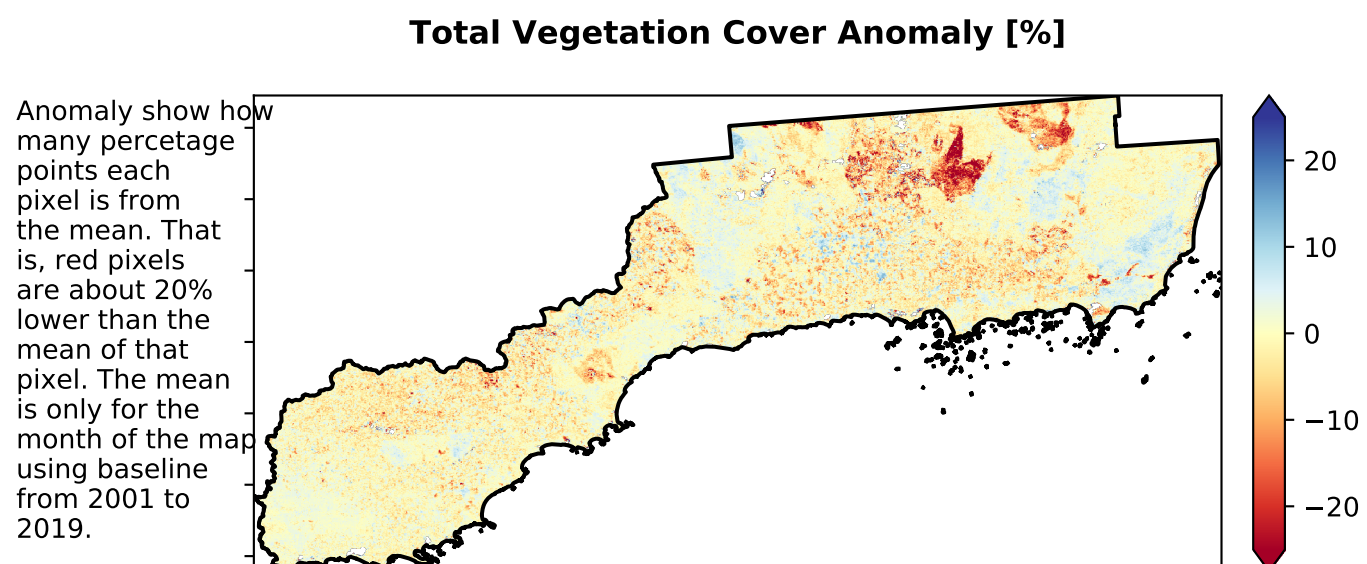 Total Vegetation Cover Anomaly [%]
Anomaly show how
many percetage
points each
pixel is from
the mean. That
is, red pixels
are about 20%
lower than the
mean of that
pixel. The mean
is only for the
month of the map
using baseline
from 2001 to
2019.
20
10
0
−10
−20